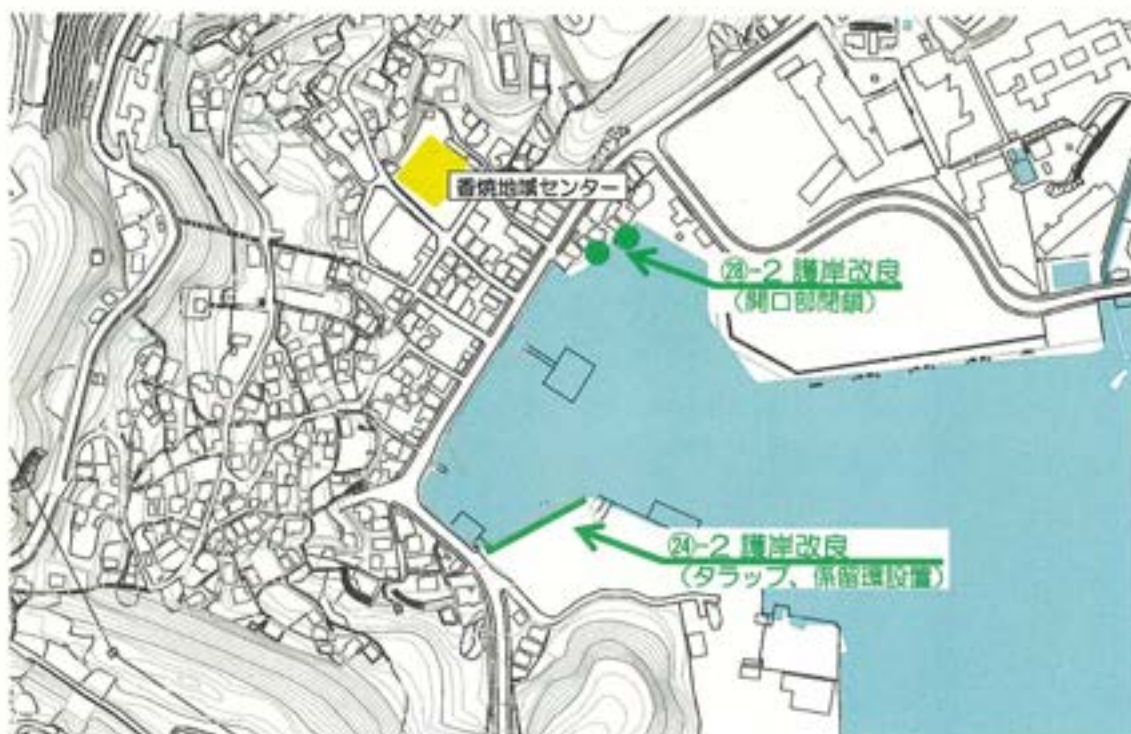 香焼地域センター
㉘-2 護岸改良
(開口部閉鎖)
㉔-2 護岸改良
(タラップ、係船環設置)